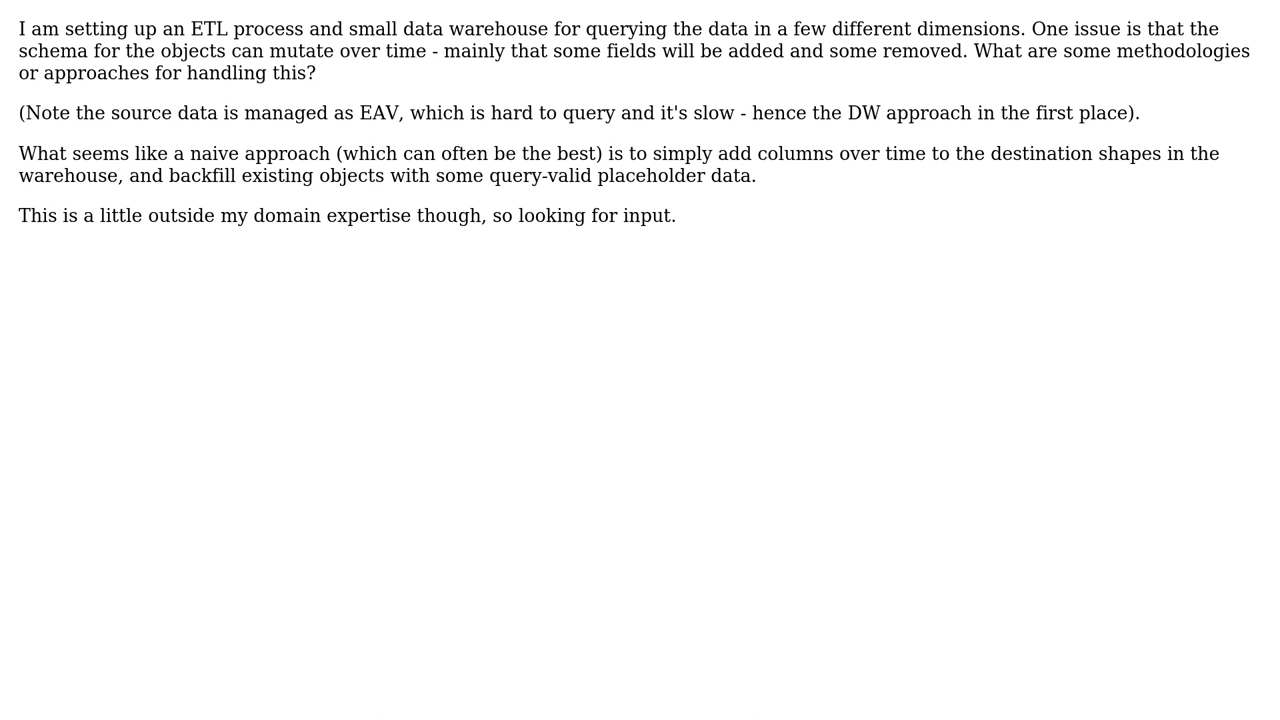 I am setting up an ETL process and small data warehouse for querying the data in a few different dimensions. One issue is that the
schema for the objects can mutate over time - mainly that some fields will be added and some removed. What are some methodologies
or approaches for handling this?
(Note the source data is managed as EAV, which is hard to query and it's slow - hence the DW approach in the first place).
What seems like a naive approach (which can often be the best) is to simply add columns over time to the destination shapes in the
warehouse, and backfill existing objects with some query-valid placeholder data.
This is a little outside my domain expertise though, so looking for input.